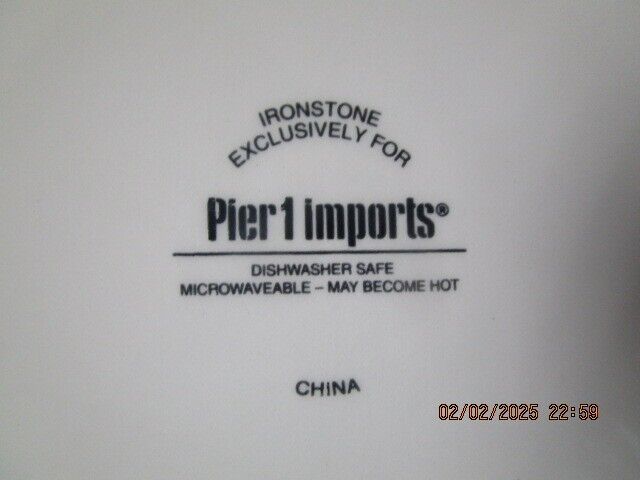 IRONSTONE
EXCLUSIVELY FOR
Pier 1 imports®
DISHWASHER SAFE
MICROWAVEABLE – MAY BECOME HOT
CHINA
02/02/2025 22:59